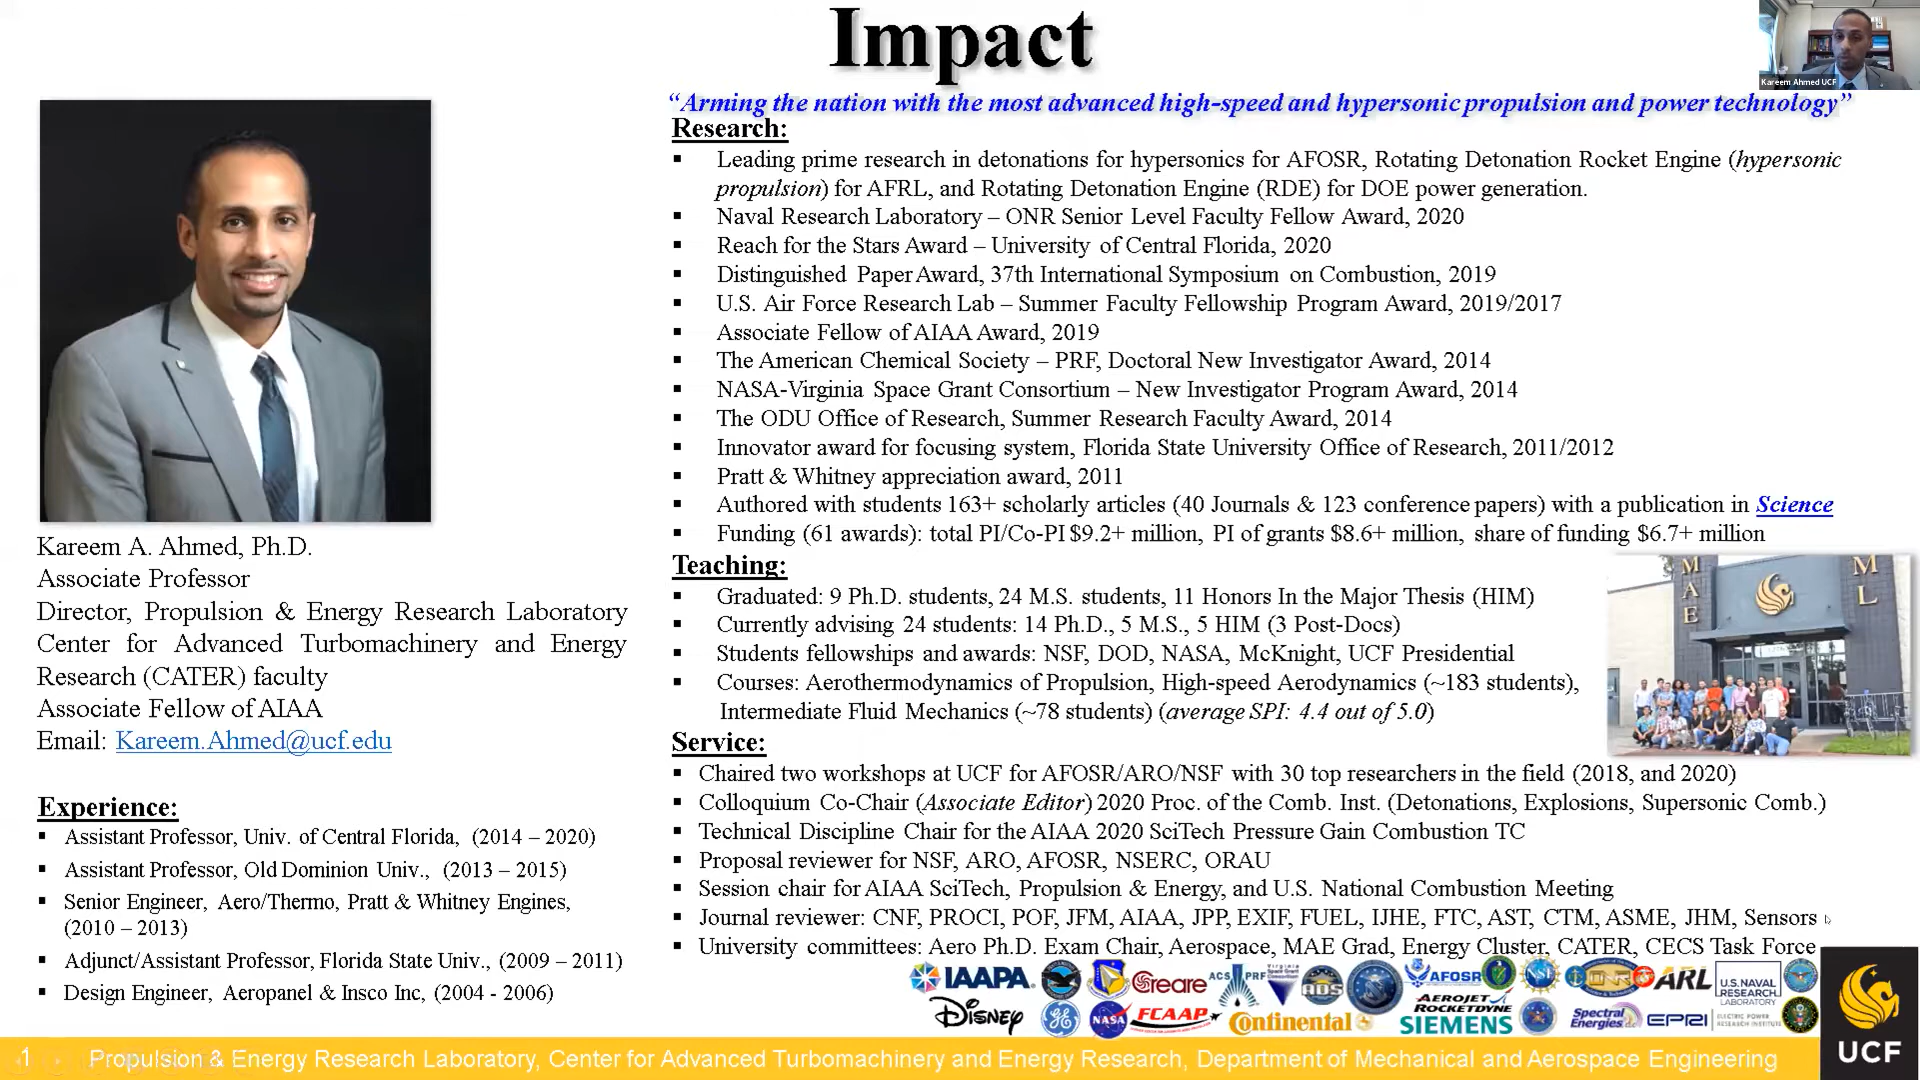 Impact
Kareem Ahmed UCF
“Arming the nation with the most advanced high-speed and hypersonic propulsion and power technology”
Kareem A. Ahmed, Ph.D.
Associate Professor
Director, Propulsion & Energy Research Laboratory
Center for Advanced Turbomachinery and Energy
Research (CATER) faculty
Associate Fellow of AIAA
Email: Kareem.Ahmed@ucf.edu
Experience:
▪ Assistant Professor, Univ. of Central Florida, (2014 – 2020)
▪ Assistant Professor, Old Dominion Univ., (2013 – 2015)
▪ Senior Engineer, Aero/Thermo, Pratt & Whitney Engines,
(2010 – 2013)
▪ Adjunct/Assistant Professor, Florida State Univ., (2009 – 2011)
▪ Design Engineer, Aeropanel & Insco Inc, (2004 - 2006)
Research:
▪ Leading prime research in detonations for hypersonics for AFOSR, Rotating Detonation Rocket Engine (hypersonic
propulsion) for AFRL, and Rotating Detonation Engine (RDE) for DOE power generation.
▪ Naval Research Laboratory – ONR Senior Level Faculty Fellow Award, 2020
▪ Reach for the Stars Award – University of Central Florida, 2020
▪ Distinguished Paper Award, 37th International Symposium on Combustion, 2019
▪ U.S. Air Force Research Lab – Summer Faculty Fellowship Program Award, 2019/2017
▪ Associate Fellow of AIAA Award, 2019
▪ The American Chemical Society – PRF, Doctoral New Investigator Award, 2014
▪ NASA-Virginia Space Grant Consortium – New Investigator Program Award, 2014
▪ The ODU Office of Research, Summer Research Faculty Award, 2014
▪ Innovator award for focusing system, Florida State University Office of Research, 2011/2012
▪ Pratt & Whitney appreciation award, 2011
▪ Authored with students 163+ scholarly articles (40 Journals & 123 conference papers) with a publication in Science
▪ Funding (61 awards): total PI/Co-PI $9.2+ million, PI of grants $8.6+ million, share of funding $6.7+ million
Teaching:
▪ Graduated: 9 Ph.D. students, 24 M.S. students, 11 Honors In the Major Thesis (HIM)
▪ Currently advising 24 students: 14 Ph.D., 5 M.S., 5 HIM (3 Post-Docs)
▪ Students fellowships and awards: NSF, DOD, NASA, McKnight, UCF Presidential
▪ Courses: Aerothermodynamics of Propulsion, High-speed Aerodynamics (~183 students),
Intermediate Fluid Mechanics (~78 students) (average SPI: 4.4 out of 5.0)
MAE
ML
Service:
▪ Chaired two workshops at UCF for AFOSR/ARO/NSF with 30 top researchers in the field (2018, and 2020)
▪ Colloquium Co-Chair (Associate Editor) 2020 Proc. of the Comb. Inst. (Detonations, Explosions, Supersonic Comb.)
▪ Technical Discipline Chair for the AIAA 2020 SciTech Pressure Gain Combustion TC
▪ Proposal reviewer for NSF, ARO, AFOSR, NSERC, ORAU
▪ Session chair for AIAA SciTech, Propulsion & Energy, and U.S. National Combustion Meeting
▪ Journal reviewer: CNF, PROCI, POF, JFM, AIAA, JPP, EXIF, FUEL, IJHE, FTC, AST, CTM, ASME, JHM, Sensors
▪ University committees: Aero Ph.D. Exam Chair, Aerospace, MAE Grad, Energy Cluster, CATER, CECS Task Force
IAAPA Creare ACS PRF ADS AFOSR NSF ONR ARL U.S. NAVAL RESEARCH LABORATORY
Disney GE NASA FCAAP Continental AEROJET ROCKETDYNE SIEMENS Spectral Energies EPRI ELECTRIC POWER RESEARCH INSTITUTE
UCF
1 Propulsion & Energy Research Laboratory, Center for Advanced Turbomachinery and Energy Research, Department of Mechanical and Aerospace Engineering